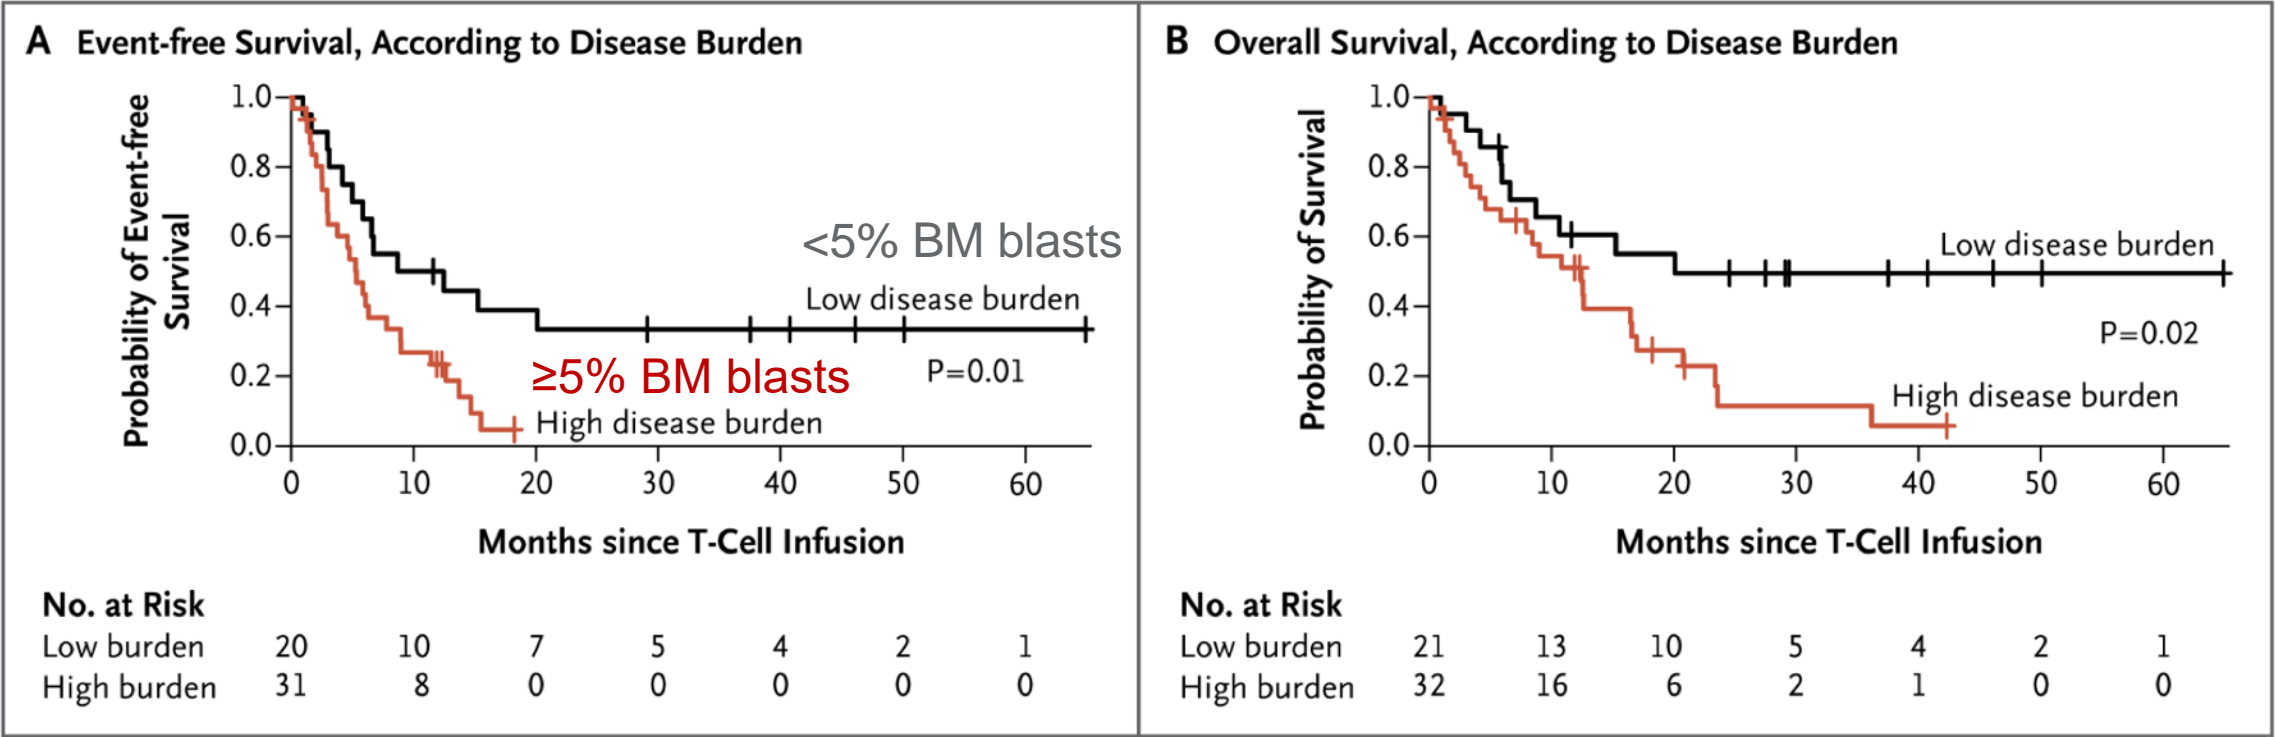 A Event-free Survival, According to Disease Burden
Probability of Event-free
Survival
1.0
0.8
0.6
0.4
0.2
0.0
<5% BM blasts
Low disease burden
≥5% BM blasts
P=0.01
High disease burden
0 10 20 30 40 50 60
Months since T-Cell Infusion
No. at Risk
Low burden 20 10 7 5 4 2 1
High burden 31 8 0 0 0 0 0
B Overall Survival, According to Disease Burden
Probability of Survival
1.0
0.8
0.6
0.4
0.2
0.0
Low disease burden
P=0.02
High disease burden
0 10 20 30 40 50 60
Months since T-Cell Infusion
No. at Risk
Low burden 21 13 10 5 4 2 1
High burden 32 16 6 2 1 0 0